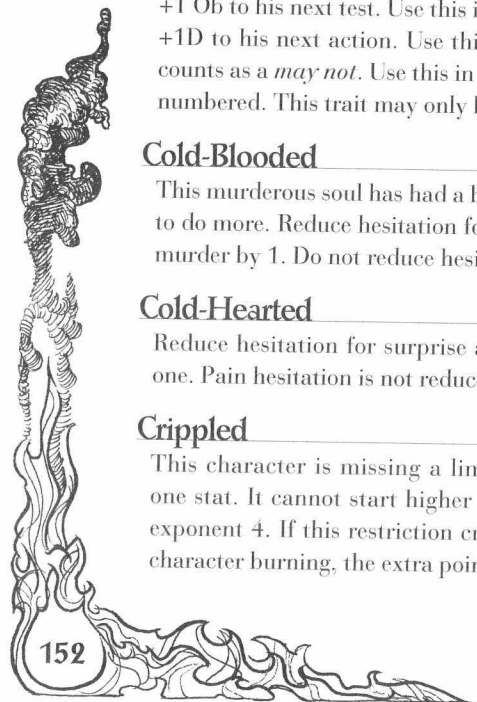 +1 Ob to his next test. Use this i
+1D to his next action. Use thi
counts as a may not. Use this in
numbered. This trait may only
Cold-Blooded
This murderous soul has had a
to do more. Reduce hesitation fo
murder by 1. Do not reduce hesi
Cold-Hearted
Reduce hesitation for surprise a
one. Pain hesitation is not reduc
Crippled
This character is missing a lim
one stat. It cannot start higher
exponent 4. If this restriction cr
character burning, the extra poin
152